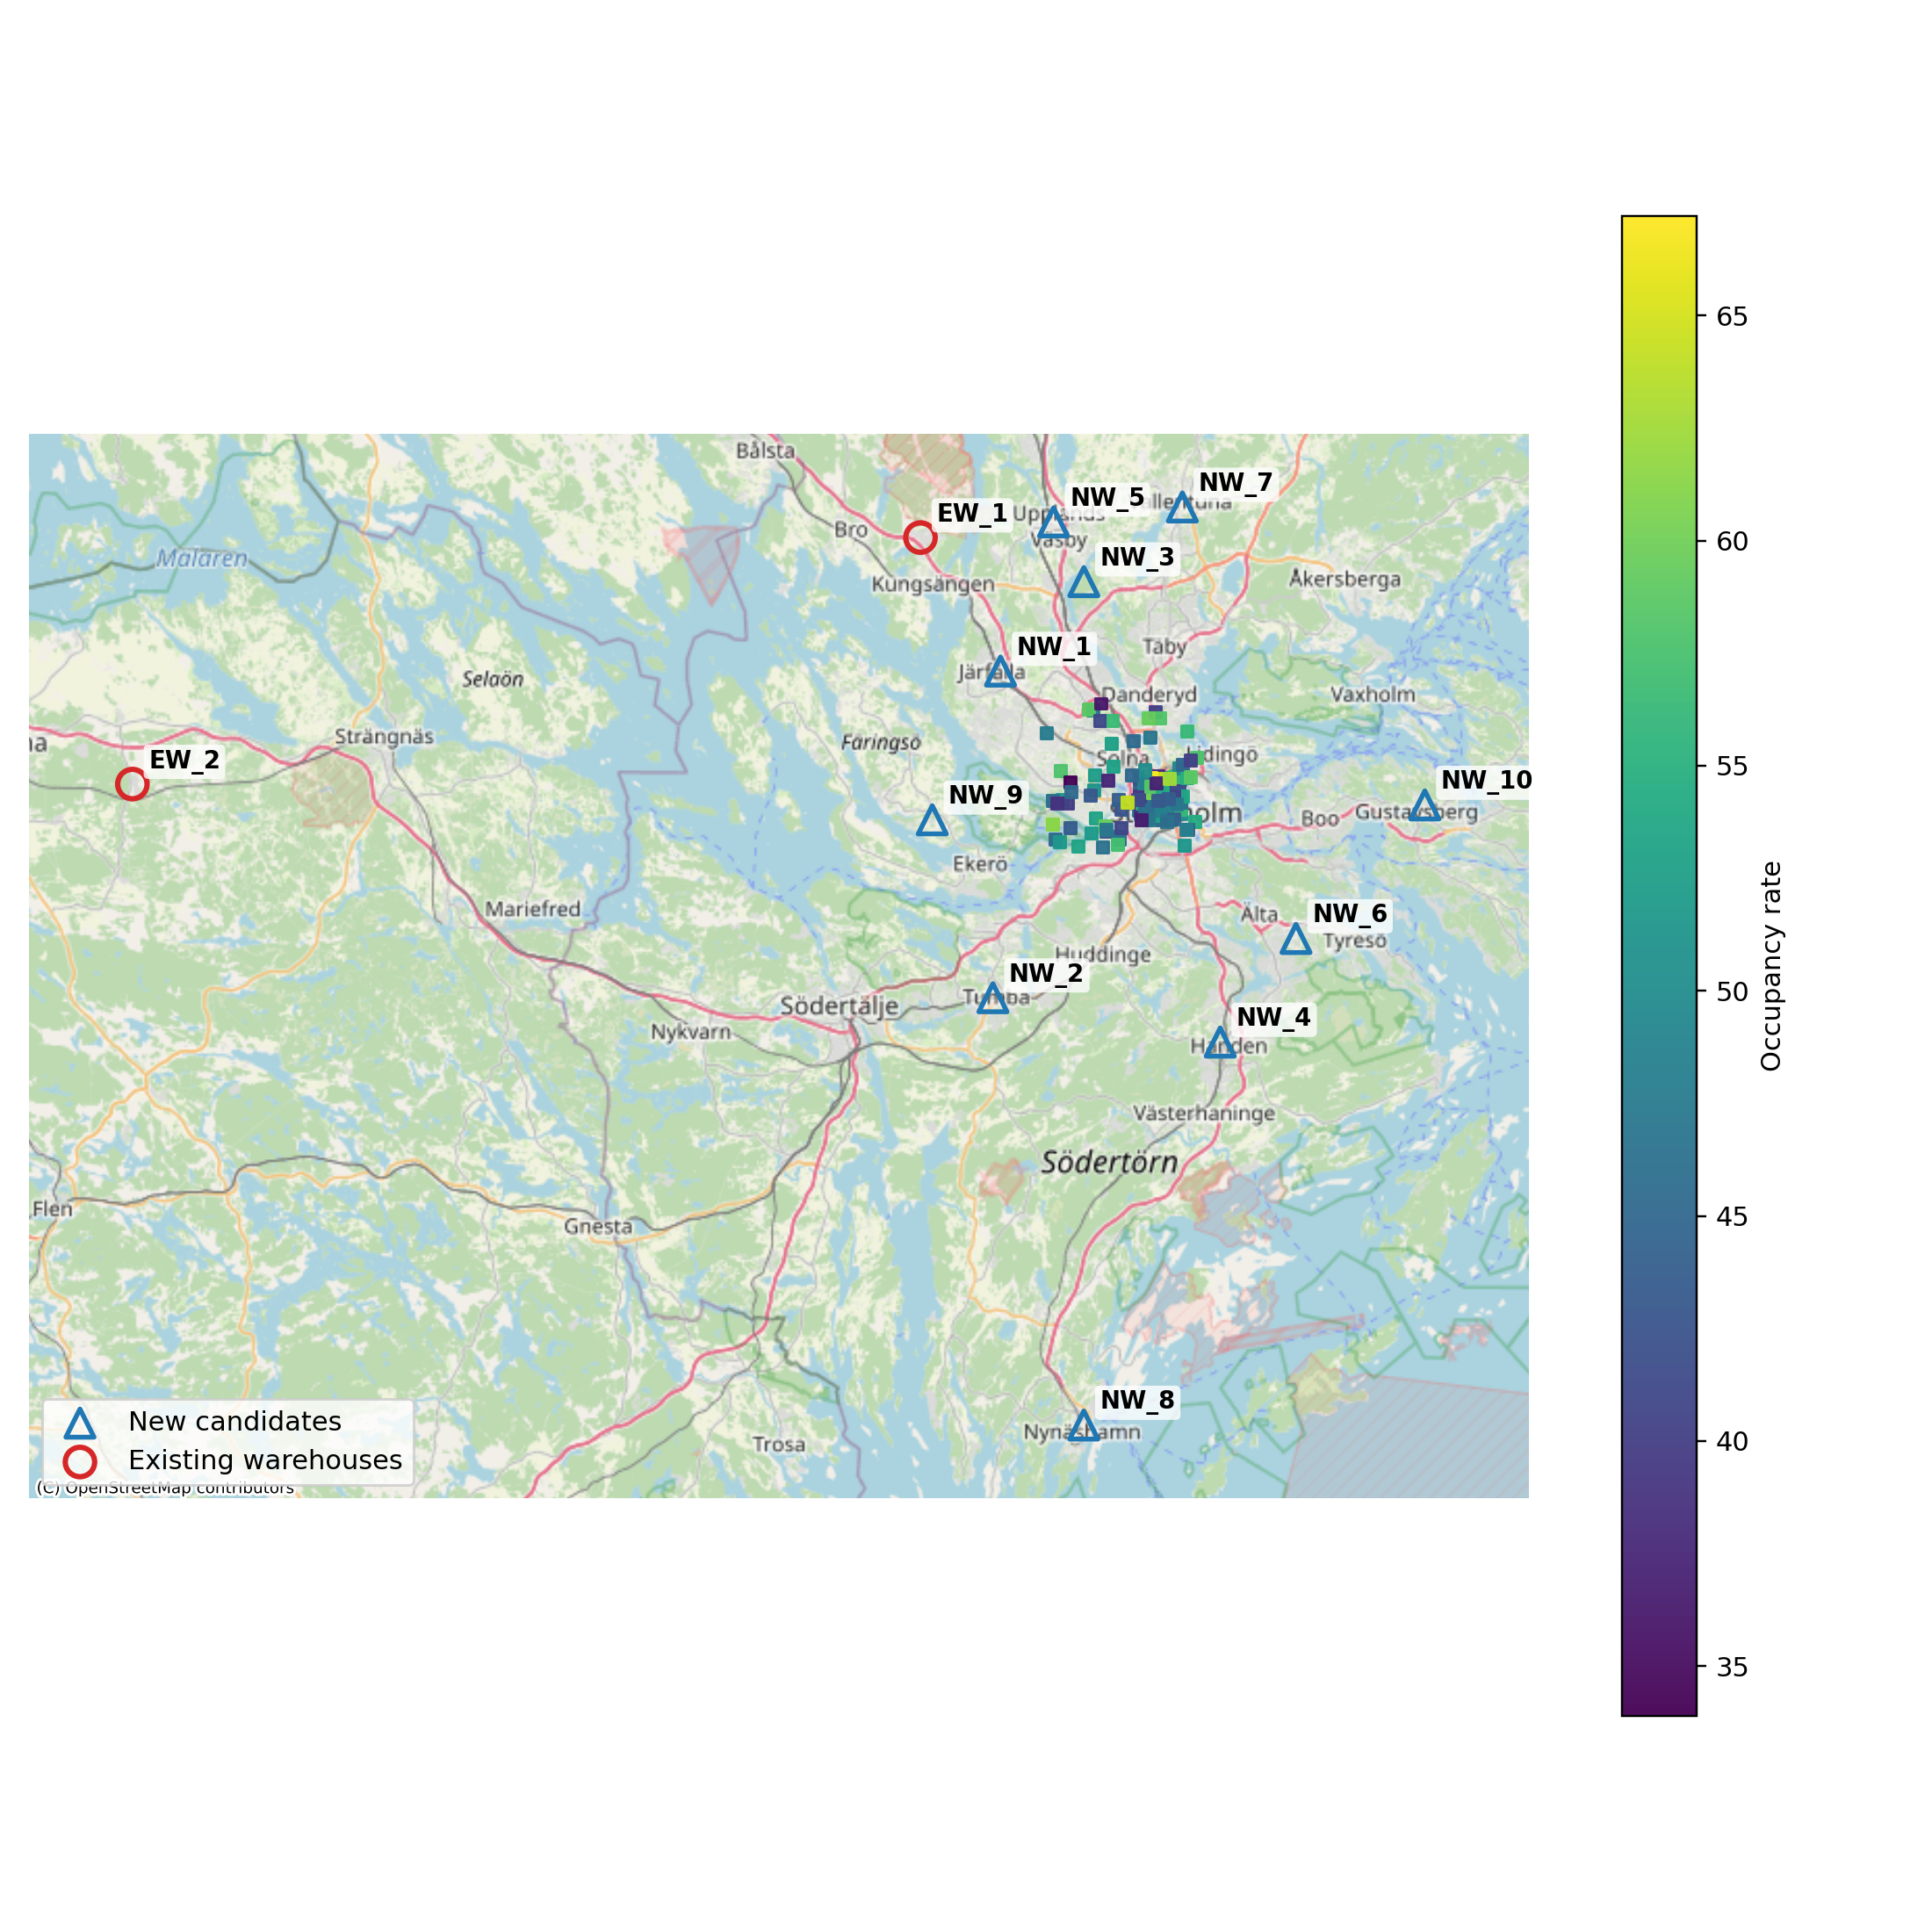 Bålsta
NW_7
NW_5
EW_1
Bro
Väsby
Mälaren
NW_3
Kungsängen
Åkersberga
NW_1
Täby
Järfälla
Selaön
Danderyd
Vaxholm
Strängnäs
Färingsö
Solna
Lidingö
EW_2
NW_10
NW_9
Boo
Gustavsberg
Ekerö
Mariefred
Älta
NW_6
Tyresö
Huddinge
NW_2
Tumba
Södertälje
Nykvarn
NW_4
Handen
Västerhaninge
Södertörn
Flen
Gnesta
NW_8
Nynäshamn
Trosa
New candidates
Existing warehouses
(C) OpenStreetMap contributors
65
60
55
50
45
40
35
Occupancy rate